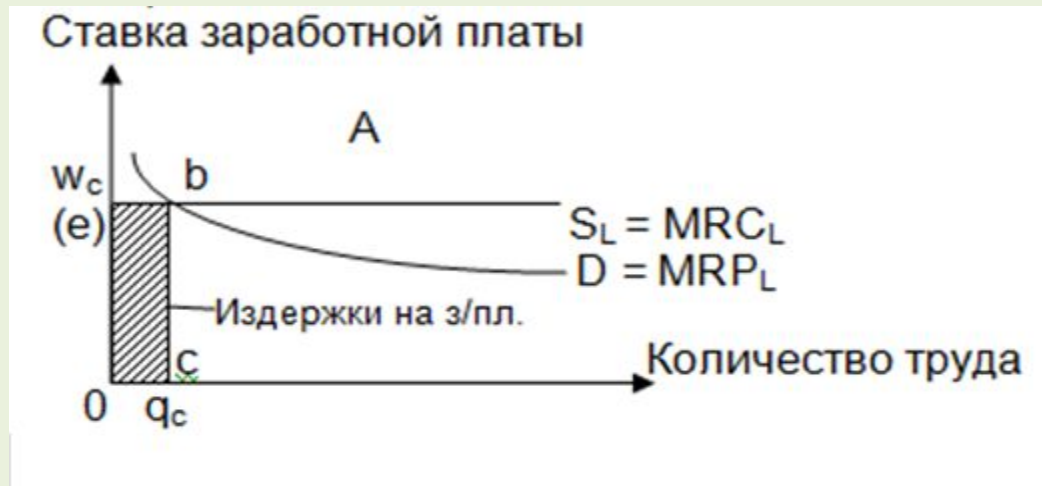 Ставка заработной платы
A
wc b
(e)
SL = MRCL
D = MRPL
Издержки на з/пл.
c
Количество труда
0 qc